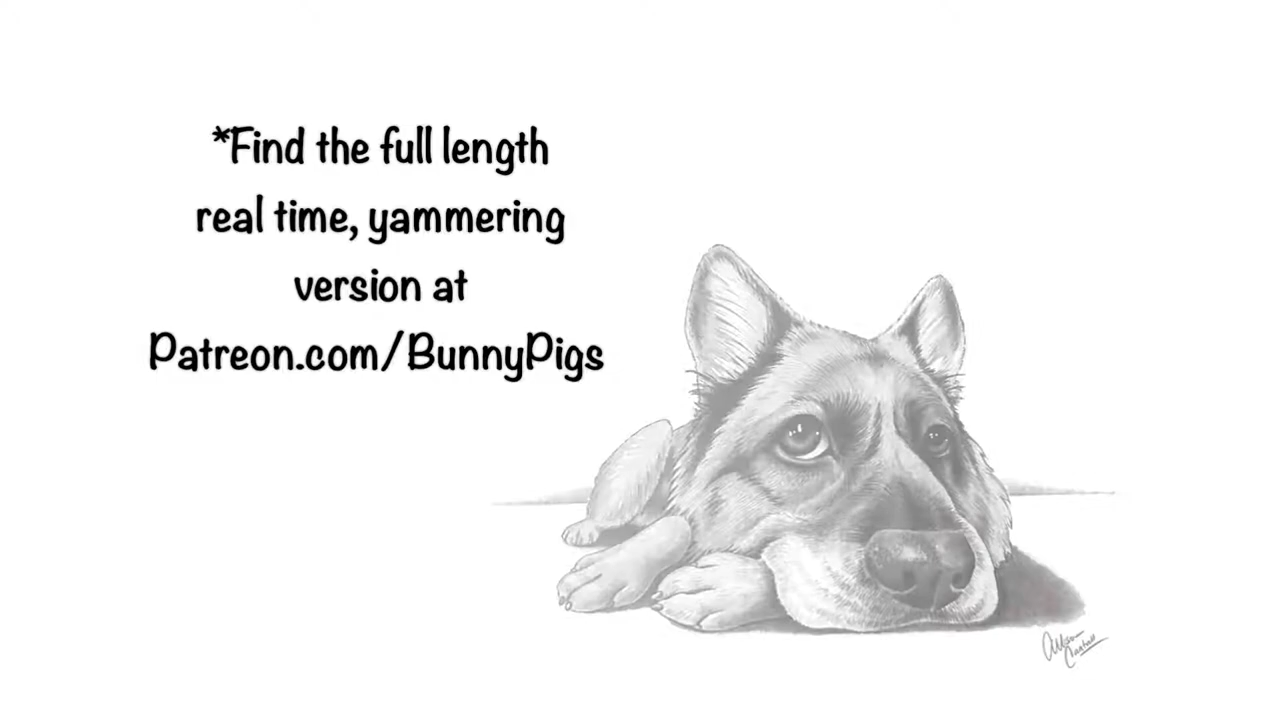 *Find the full length
real time, yammering
version at
Patreon.com/BunnyPigs